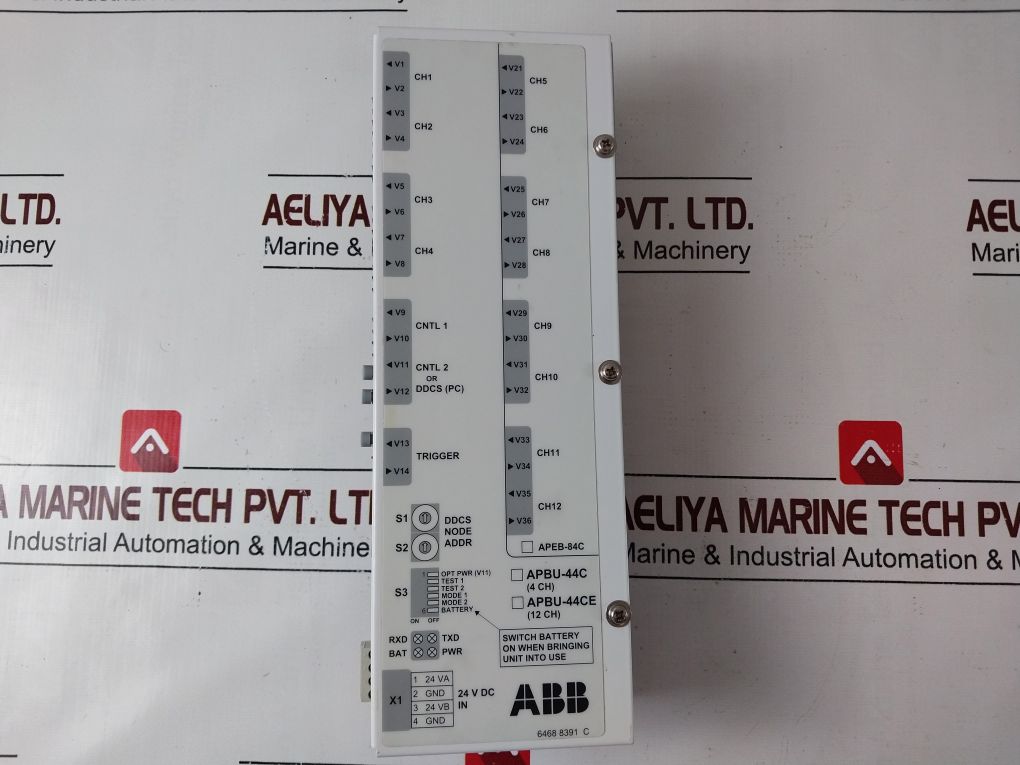 LTD.
AELIYA
PVT. LTD.
Marine &
& Machinery
◄ V1
CH1
► V2
◄ V3
CH2
► V4
◄ V5
CH3
► V6
◄ V7
CH4
► V8
◄ V9
CNTL 1
► V10
◄ V11
CNTL 2
OR
DDCS (PC)
► V12
◄ V13
TRIGGER
► V14
◄ V21
CH5
► V22
◄ V23
CH6
► V24
◄ V25
CH7
► V26
◄ V27
CH8
► V28
◄ V29
CH9
► V30
◄ V31
CH10
► V32
◄ V33
CH11
► V34
◄ V35
CH12
► V36
APEB-84C
S1
S2
DDCS
NODE
ADDR
APBU-44C
(4 CH)
APBU-44CE
(12 CH)
S3
1 OPT PWR (V11)
TEST 1
TEST 2
MODE 1
MODE 2
6 BATTERY
ON OFF
SWITCH BATTERY
ON WHEN BRINGING
UNIT INTO USE
RXD TXD
BAT PWR
X1
1 24 VA
2 GND
3 24 VB
4 GND
24 V DC
IN
ABB
6468 8391 C
MARINE TECH PVT.
Industrial Automation & Machine
AELIYA MARINE TECH
Marine & Industrial Automation &